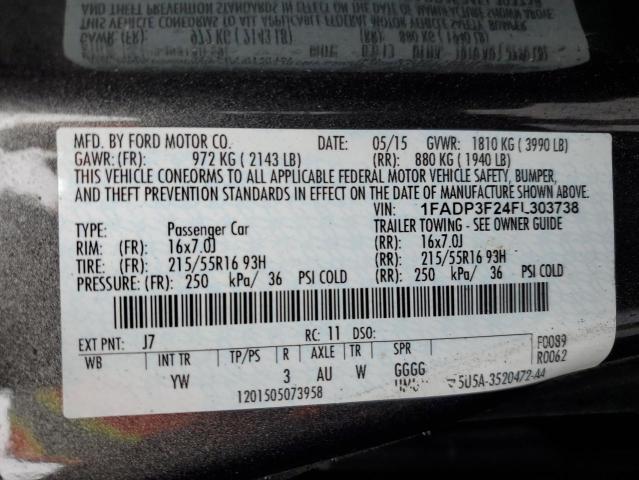 MFD. BY FORD MOTOR CO. DATE: 05/15 GVWR: 1810 KG ( 3990 LB)
GAWR: (FR): 972 KG ( 2143 LB) (RR): 880 KG ( 1940 LB)
THIS VEHICLE CONFORMS TO ALL APPLICABLE FEDERAL MOTOR VEHICLE SAFETY, BUMPER,
AND THEFT PREVENTION STANDARDS IN EFFECT ON THE DATE OF MANUFACTURE SHOWN ABOVE.
VIN: 1FADP3F24FL303738
TYPE: Passenger Car TRAILER TOWING - SEE OWNER GUIDE
RIM: (FR): 16x7.0J (RR): 16x7.0J
TIRE: (FR): 215/55R16 93H (RR): 215/55R16 93H
PRESSURE: (FR): 250 kPa/ 36 PSI COLD (RR): 250 kPa/ 36 PSI COLD
EXT PNT: J7 RC: 11 DSO: F0089
WB INT TR TP/PS R AXLE TR SPR R0062
YW 3 AU W GGGG
1201505073958 5U5A-3520472-AA